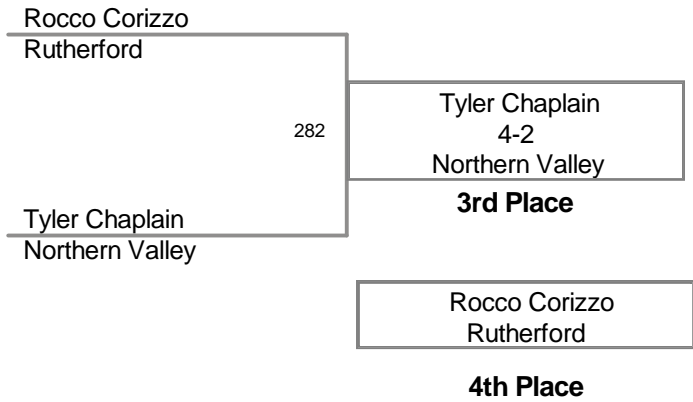 Rocco Corizzo
Rutherford
282
Tyler Chaplain
4-2
Northern Valley
3rd Place
Tyler Chaplain
Northern Valley
Rocco Corizzo
Rutherford
4th Place